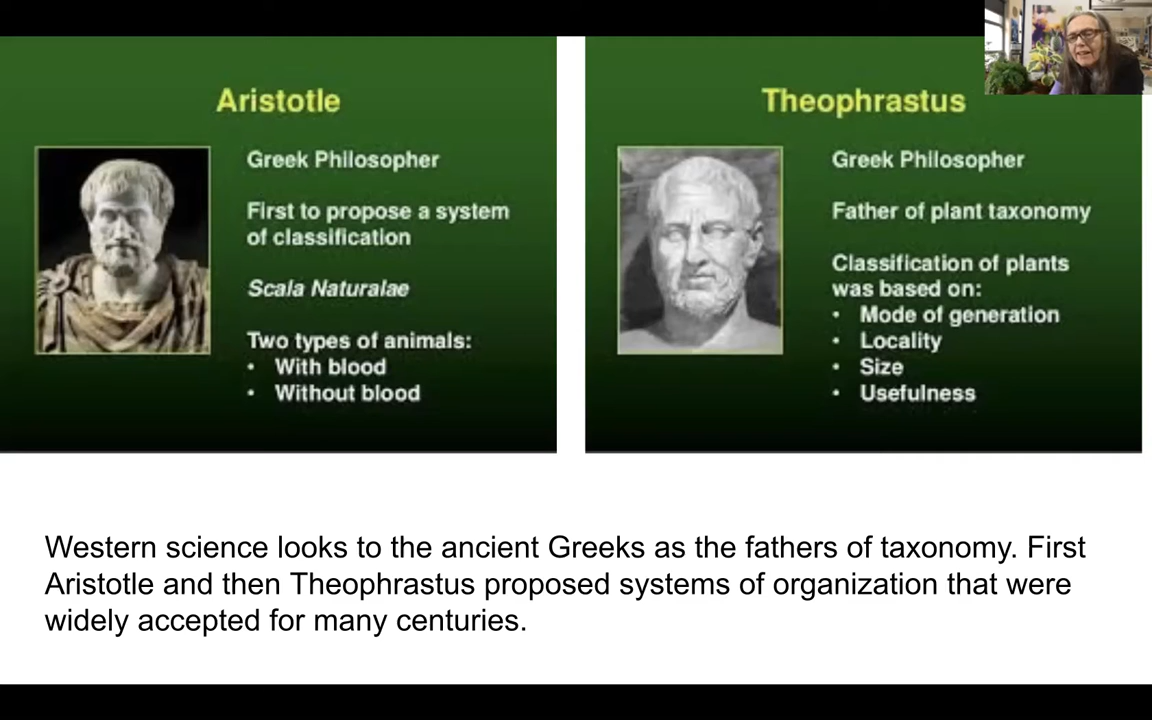 Aristotle
Greek Philosopher
First to propose a system
of classification
Scala Naturalae
Two types of animals:
• With blood
• Without blood
Theophrastus
Greek Philosopher
Father of plant taxonomy
Classification of plants
was based on:
• Mode of generation
• Locality
• Size
• Usefulness
Western science looks to the ancient Greeks as the fathers of taxonomy. First
Aristotle and then Theophrastus proposed systems of organization that were
widely accepted for many centuries.